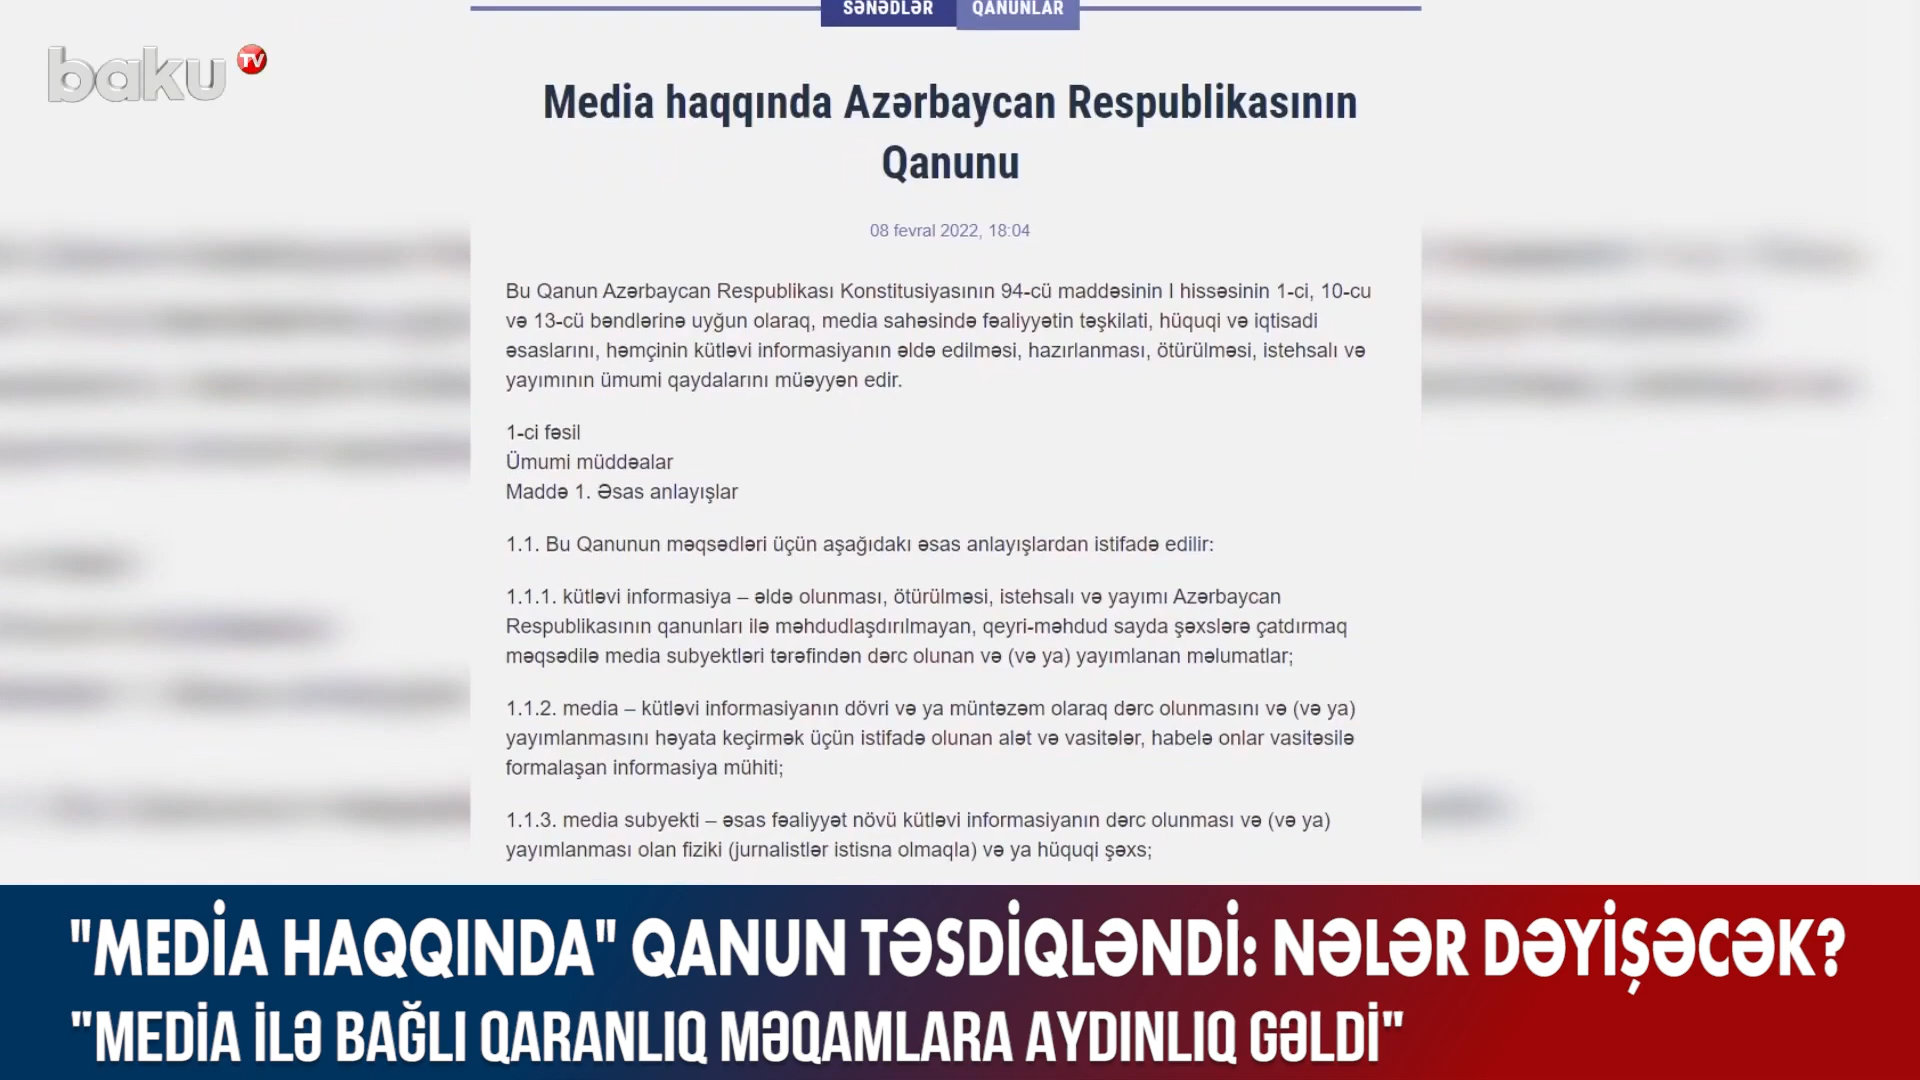 SƏNƏDLƏR QANUNLAR
baku TV
Media haqqında Azərbaycan Respublikasının
Qanunu
08 fevral 2022, 18:04
Bu Qanun Azərbaycan Respublikası Konstitusiyasının 94-cü maddəsinin I hissəsinin 1-ci, 10-cu
və 13-cü bəndlərinə uyğun olaraq, media sahəsində fəaliyyətin təşkilati, hüquqi və iqtisadi
əsaslarını, həmçinin kütləvi informasiyanın əldə edilməsi, hazırlanması, ötürülməsi, istehsalı və
yayımının ümumi qaydalarını müəyyən edir.
1-ci fəsil
Ümumi müddəalar
Maddə 1. Əsas anlayışlar
1.1. Bu Qanunun məqsədləri üçün aşağıdakı əsas anlayışlardan istifadə edilir:
1.1.1. kütləvi informasiya – əldə olunması, ötürülməsi, istehsalı və yayımı Azərbaycan
Respublikasının qanunları ilə məhdudlaşdırılmayan, qeyri-məhdud sayda şəxslərə çatdırmaq
məqsədilə media subyektləri tərəfindən dərc olunan və (və ya) yayımlanan məlumatlar;
1.1.2. media – kütləvi informasiyanın dövri və ya müntəzəm olaraq dərc olunmasını və (və ya)
yayımlanmasını həyata keçirmək üçün istifadə olunan alət və vasitələr, habelə onlar vasitəsilə
formalaşan informasiya mühiti;
1.1.3. media subyekti – əsas fəaliyyət növü kütləvi informasiyanın dərc olunması və (və ya)
yayımlanması olan fiziki (jurnalistlər istisna olmaqla) və ya hüquqi şəxs;
"MEDİA HAQQINDA" QANUN TƏSDİQLƏNDİ: NƏLƏR DƏYİŞƏCƏK?
"MEDİA İLƏ BAĞLI QARANLIQ MƏQAMLARA AYDINLIQ GƏLDİ"